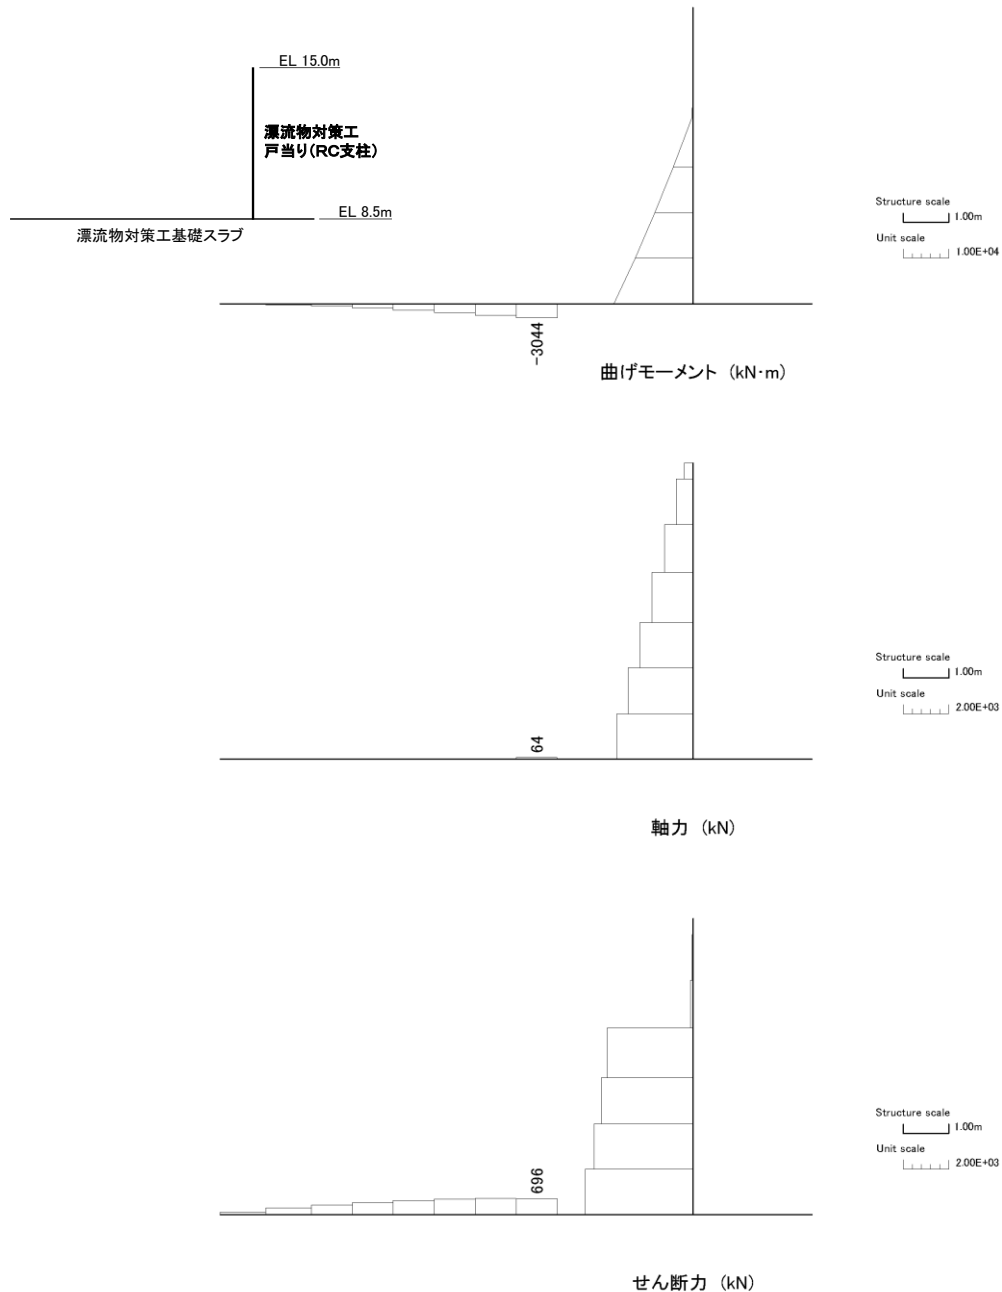 EL 15.0m
漂流物対策工
戸当り(RC支柱)
EL 8.5m
漂流物対策工基礎スラブ
Structure scale
1.00m
Unit scale
1.00E+04
-3044
曲げモーメント (kN·m)
Structure scale
1.00m
Unit scale
2.00E+03
64
軸力 (kN)
Structure scale
1.00m
Unit scale
2.00E+03
696
せん断力 (kN)